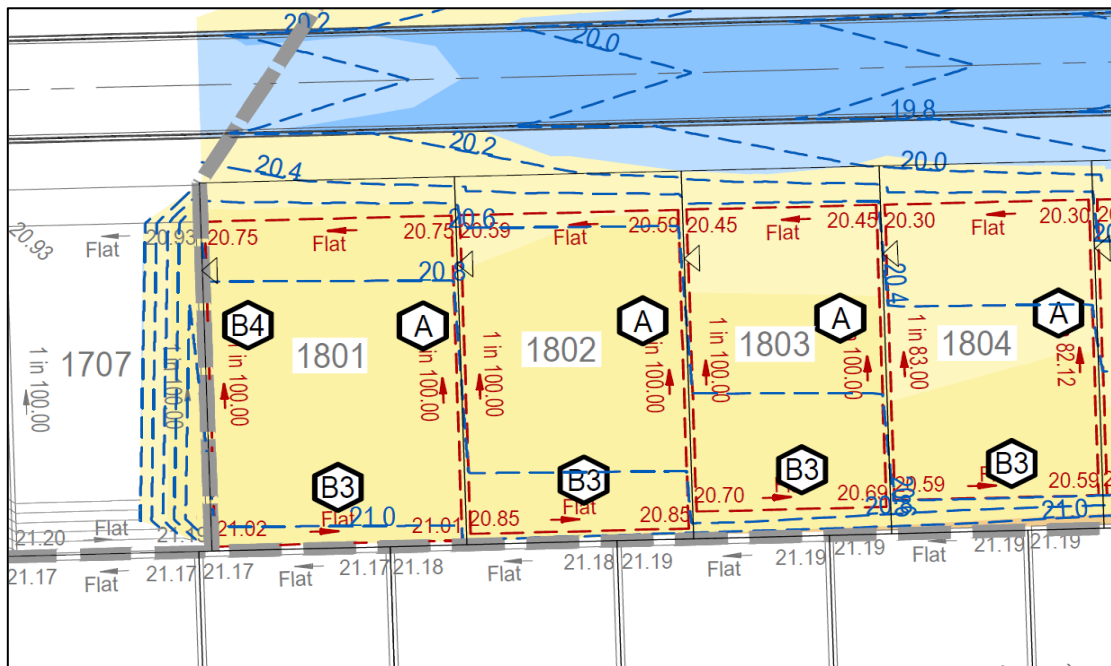 20.2
20.0
19.8
20.4
20.2
20.0
20.93
Flat
20.93
20.75
Flat
20.75
20.6
20.59
Flat
20.59
20.45
Flat
20.45
20.30
Flat
20.30
20.8
20.4
B4
A
A
A
A
1707
1801
1802
1803
1804
1 in 100.00
1 in 100.00
1 in 100.00
1 in 100.00
1 in 100.00
1 in 100.00
1 in 100.00
100.00
1 in 83.00
82.12
B3
B3
B3
B3
21.02
Flat
21.0
21.01
20.85
Flat
20.85
20.70
20.69
20.59
20.59
21.0
21.20
Flat
21.17
Flat
21.17
21.17
Flat
21.17
21.18
Flat
21.18
21.19
Flat
21.19
21.19
Flat
21.19
21.19